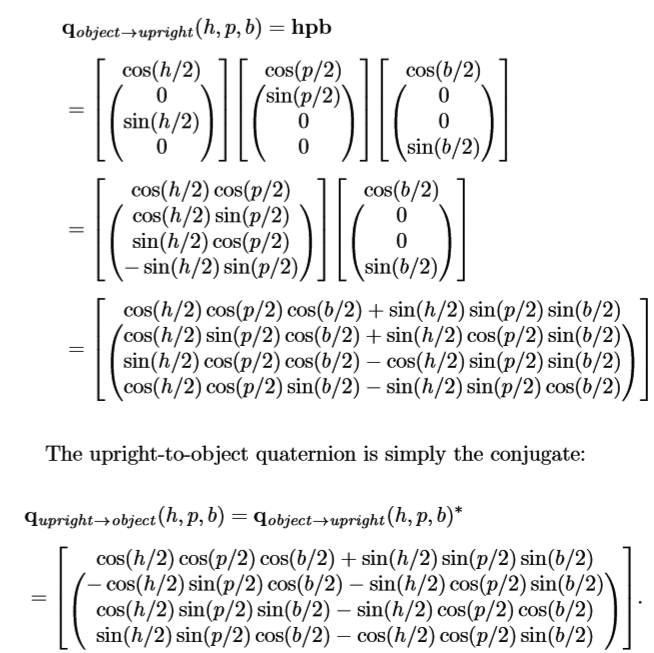 q_{object→upright}(h, p, b) = hpb
= [cos(h/2) (0 sin(h/2) 0)] [cos(p/2) (sin(p/2) 0 0)] [cos(b/2) (0 0 sin(b/2))]
= [cos(h/2) cos(p/2) (cos(h/2) sin(p/2) sin(h/2) cos(p/2) − sin(h/2) sin(p/2))] [cos(b/2) (0 0 sin(b/2))]
= [cos(h/2) cos(p/2) cos(b/2) + sin(h/2) sin(p/2) sin(b/2)
(cos(h/2) sin(p/2) cos(b/2) + sin(h/2) cos(p/2) sin(b/2)
sin(h/2) cos(p/2) cos(b/2) − cos(h/2) sin(p/2) sin(b/2)
cos(h/2) cos(p/2) sin(b/2) − sin(h/2) sin(p/2) cos(b/2))]
The upright-to-object quaternion is simply the conjugate:
q_{upright→object}(h, p, b) = q_{object→upright}(h, p, b)*
= [cos(h/2) cos(p/2) cos(b/2) + sin(h/2) sin(p/2) sin(b/2)
(− cos(h/2) sin(p/2) cos(b/2) − sin(h/2) cos(p/2) sin(b/2)
cos(h/2) sin(p/2) sin(b/2) − sin(h/2) cos(p/2) cos(b/2)
sin(h/2) sin(p/2) cos(b/2) − cos(h/2) cos(p/2) sin(b/2))].